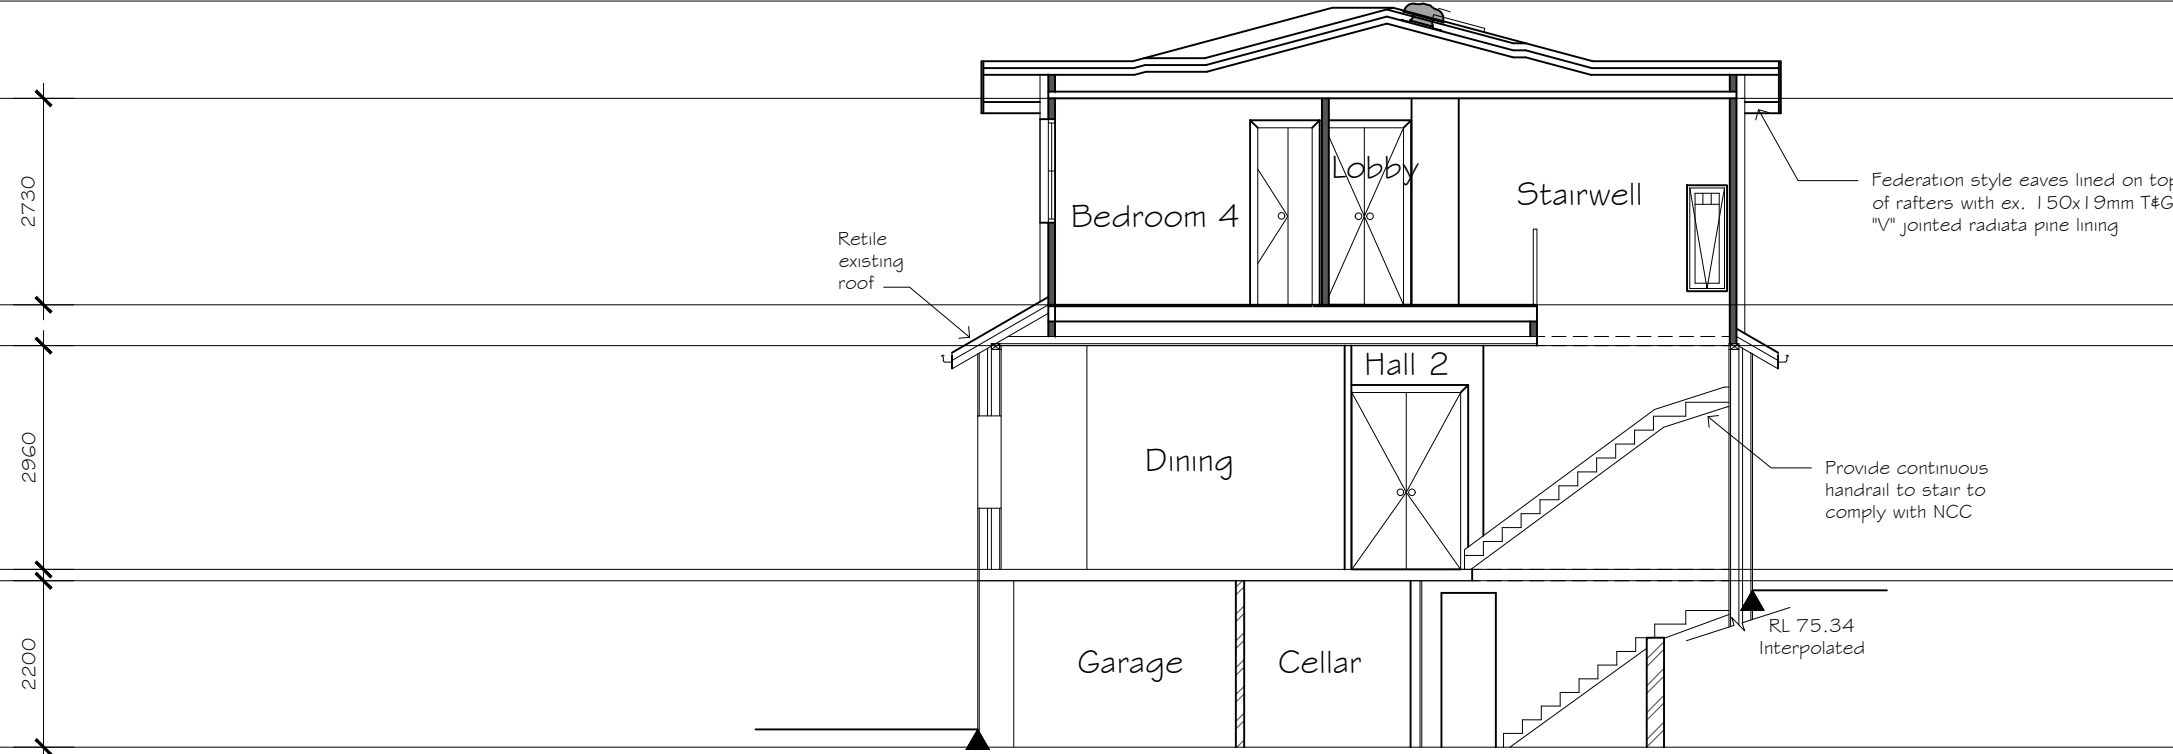 2730
2960
2200
Lobby
Bedroom 4
Stairwell
Federation style eaves lined on top
of rafters with ex. 150x19mm T&G
"V" jointed radiata pine lining
Retile
existing
roof
Hall 2
Dining
Provide continuous
handrail to stair to
comply with NCC
Garage
Cellar
RL 75.34
Interpolated